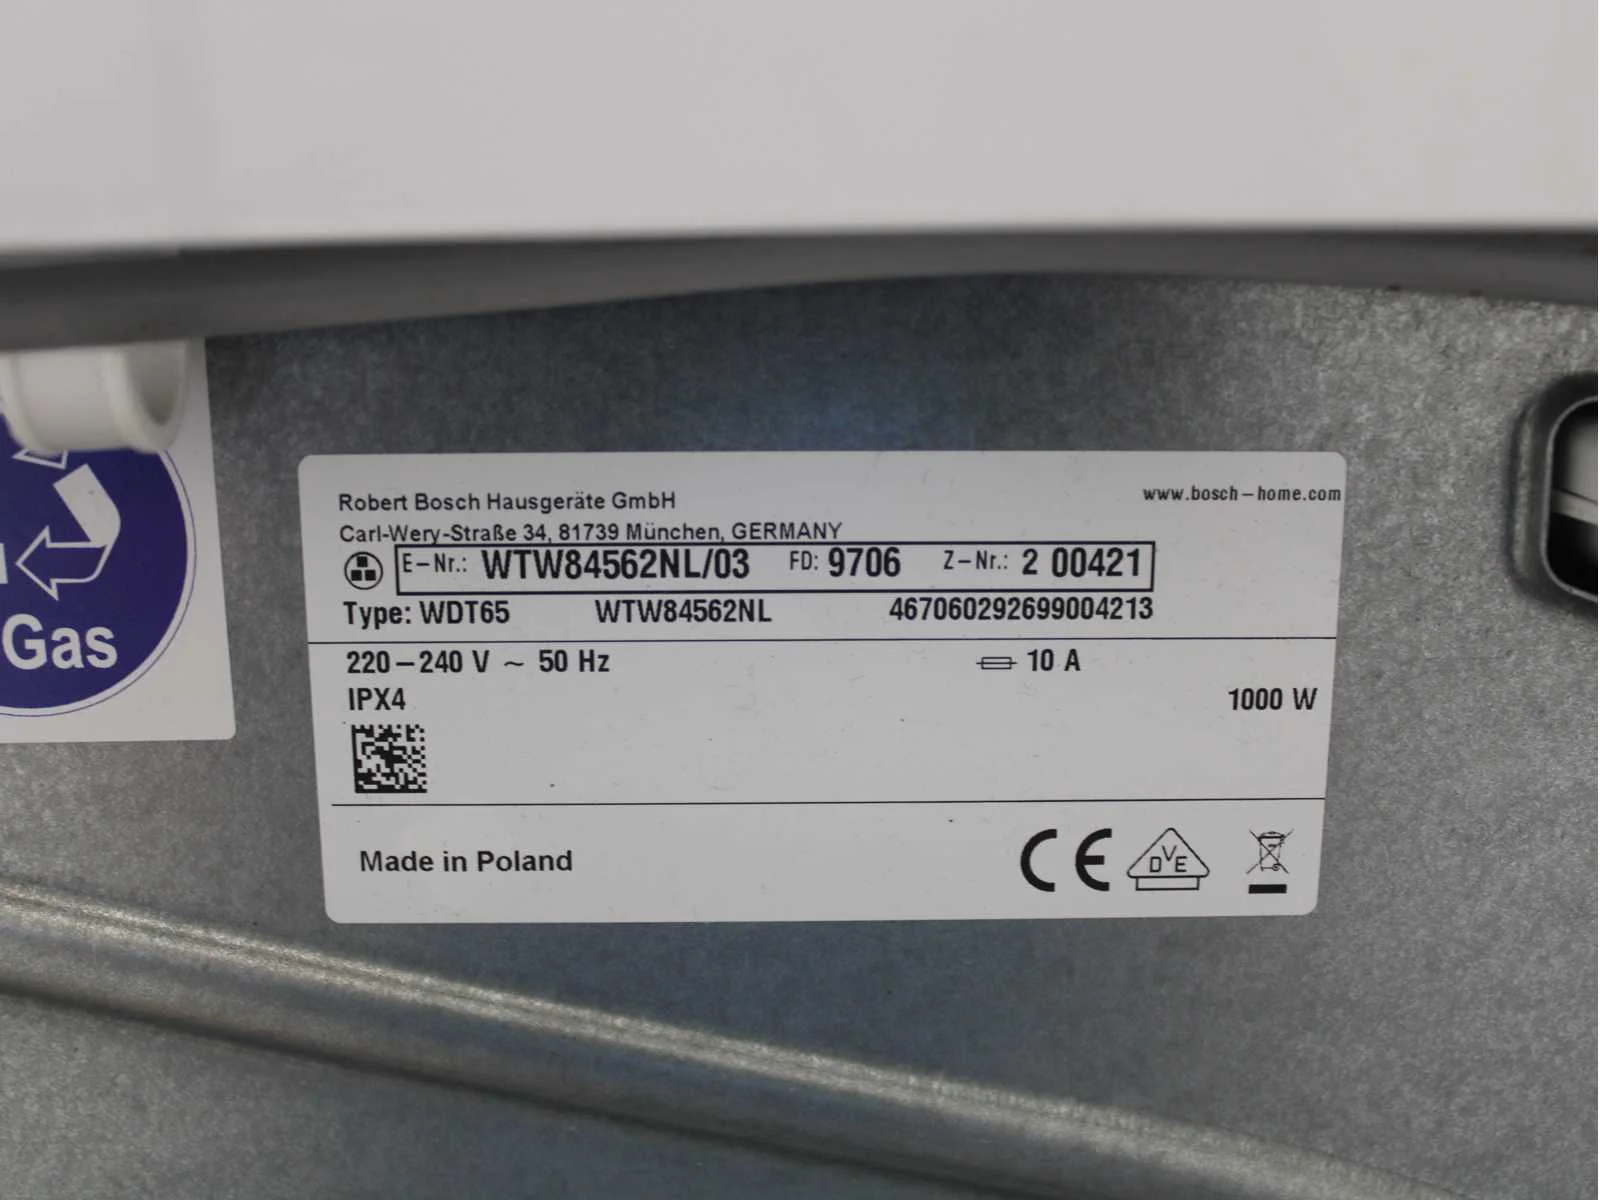 Robert Bosch Hausgeräte GmbH
www.bosch-home.com
Carl-Wery-Straße 34, 81739 München, GERMANY
E-Nr.: WTW84562NL/03 FD: 9706 Z-Nr.: 2 00421
Type: WDT65 WTW84562NL 467060292699004213
220-240 V ~ 50 Hz 10 A
IPX4 1000 W
Made in Poland CE DVE
Gas